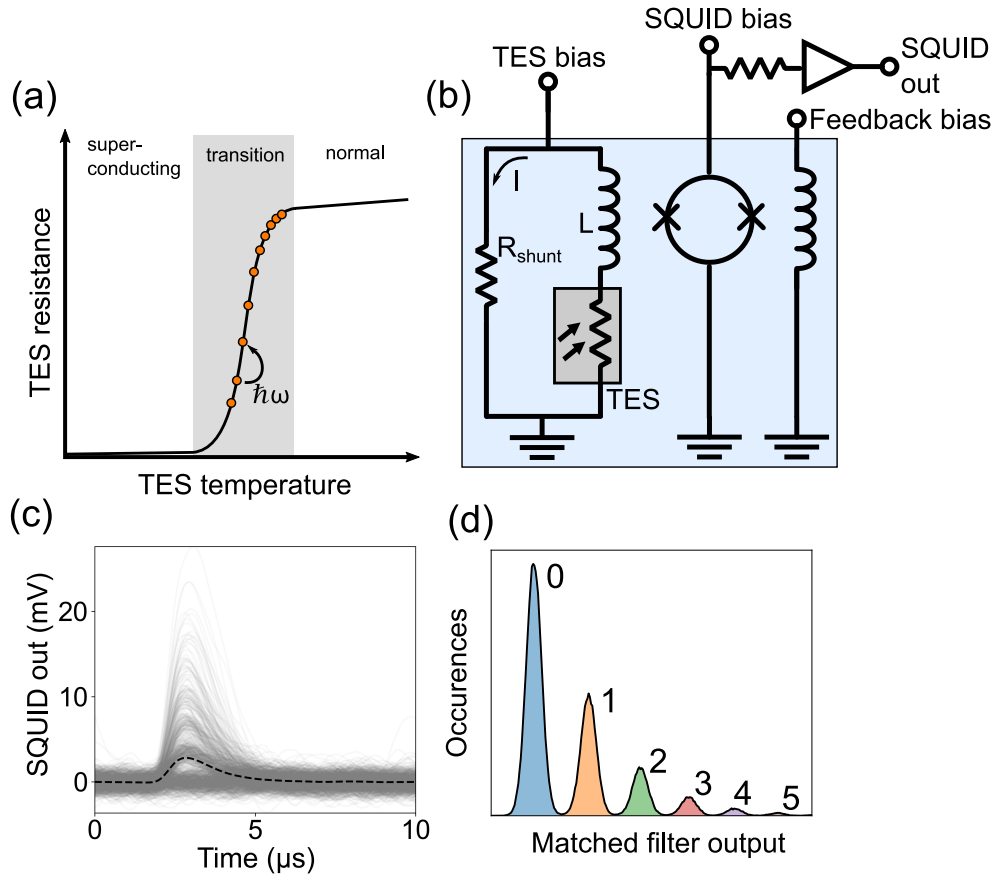 (a)
super-
conducting
transition
normal
ħω
TES resistance
TES temperature
(b)
TES bias
SQUID bias
SQUID
out
Feedback bias
I
L
R_shunt
TES
(c)
SQUID out (mV)
20
10
0
0
5
10
Time (μs)
(d)
Occurences
0
1
2
3
4
5
Matched filter output